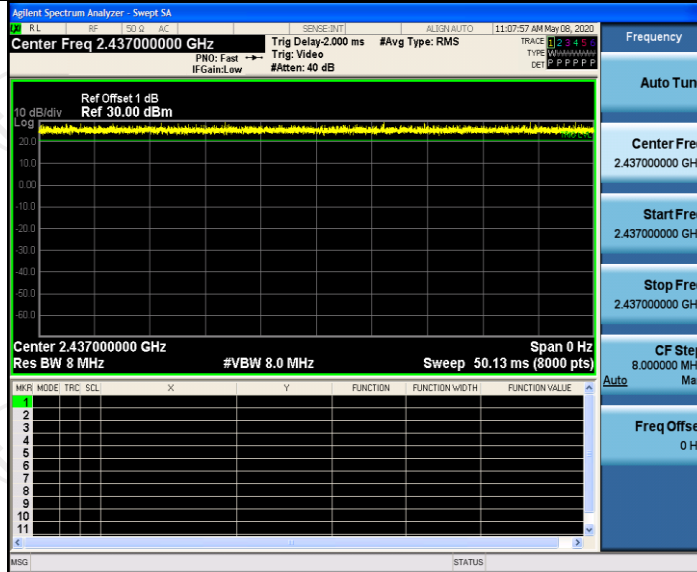 Agilent Spectrum Analyzer - Swept SA
RL RF 50 Ω AC SENSE:INT ALIGN AUTO 11:07:57 AM May 08, 2020
Center Freq 2.437000000 GHz
PNO: Fast
IFGain:Low
Trig Delay-2.000 ms
Trig: Video
#Atten: 40 dB
#Avg Type: RMS
TRACE 1 2 3 4 5 6
TYPE
DET P P P P P P
Frequency
Auto Tun
Center Fre
2.437000000 GH
Start Fre
2.437000000 GH
Stop Fre
2.437000000 GH
CF Step
8.000000 MH
Auto Ma
Freq Offse
0 H
Ref Offset 1 dB
10 dB/div Ref 30.00 dBm
Log
20.0
10.0
0.00
-10.0
-20.0
-30.0
-40.0
-50.0
-60.0
Center 2.437000000 GHz Span 0 Hz
Res BW 8 MHz #VBW 8.0 MHz Sweep 50.13 ms (8000 pts)
MKR MODE TRC SCL X Y FUNCTION FUNCTION WIDTH FUNCTION VALUE
1
2
3
4
5
6
7
8
9
10
11
MSG STATUS